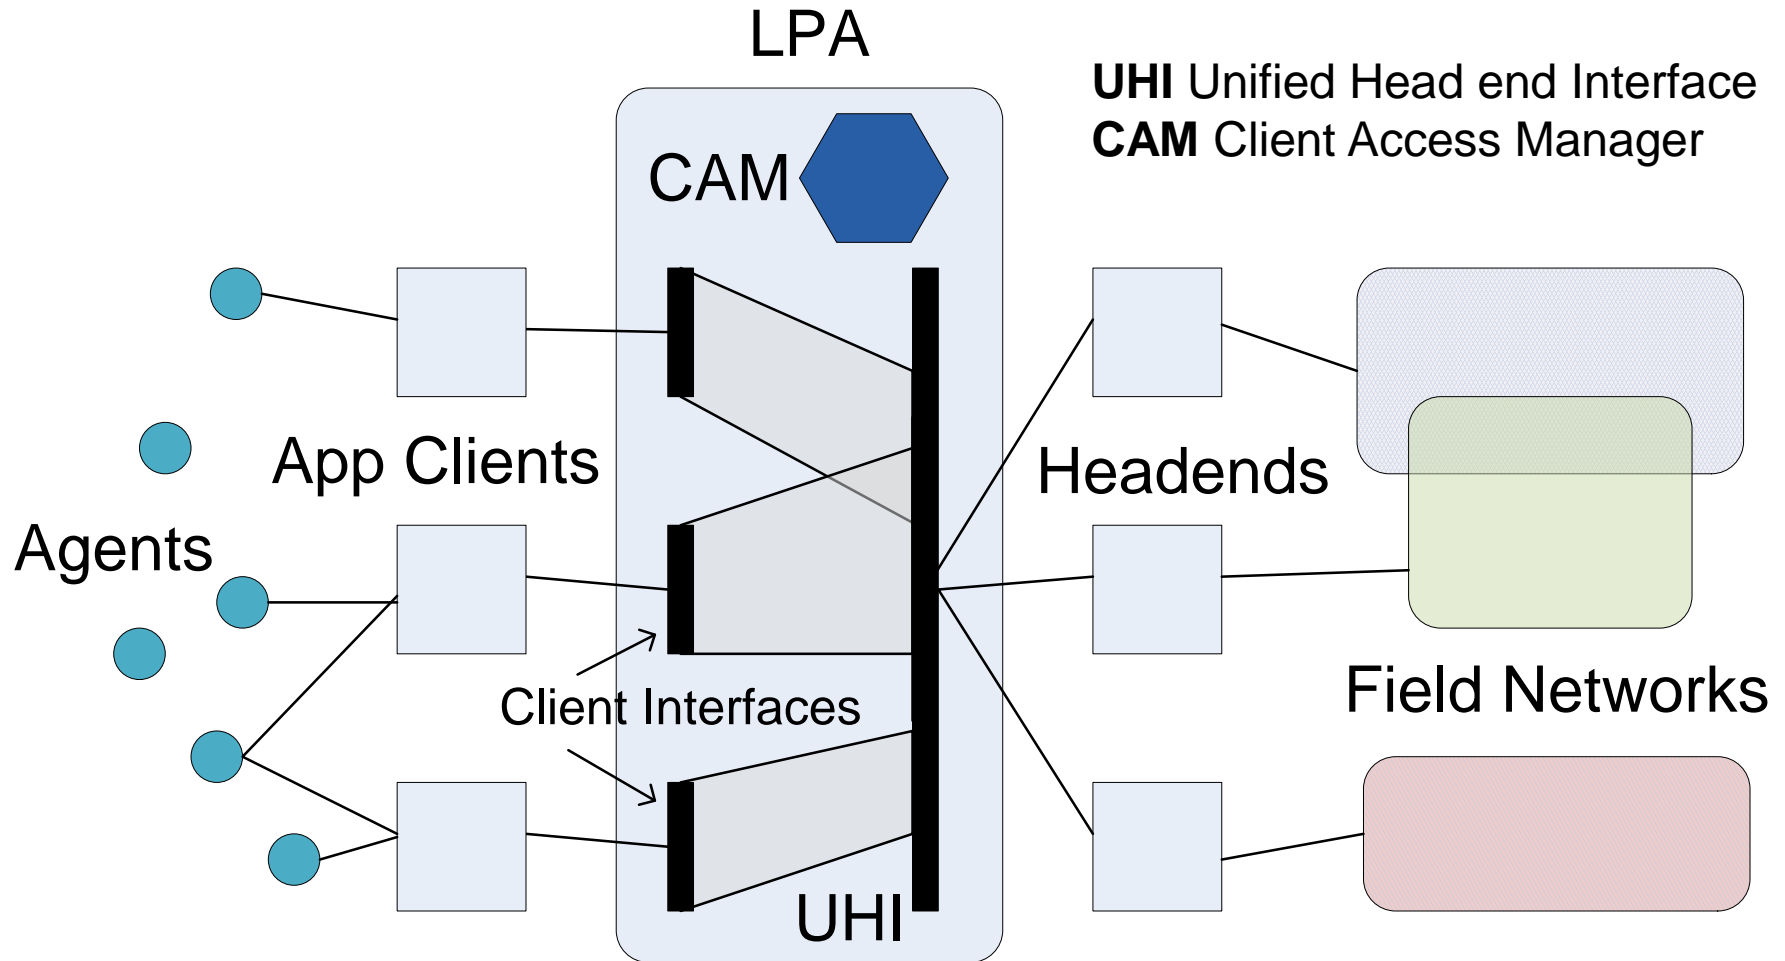 LPA
UHI Unified Head end Interface
CAM Client Access Manager
CAM
App Clients
Headends
Agents
Client Interfaces
Field Networks
UHI